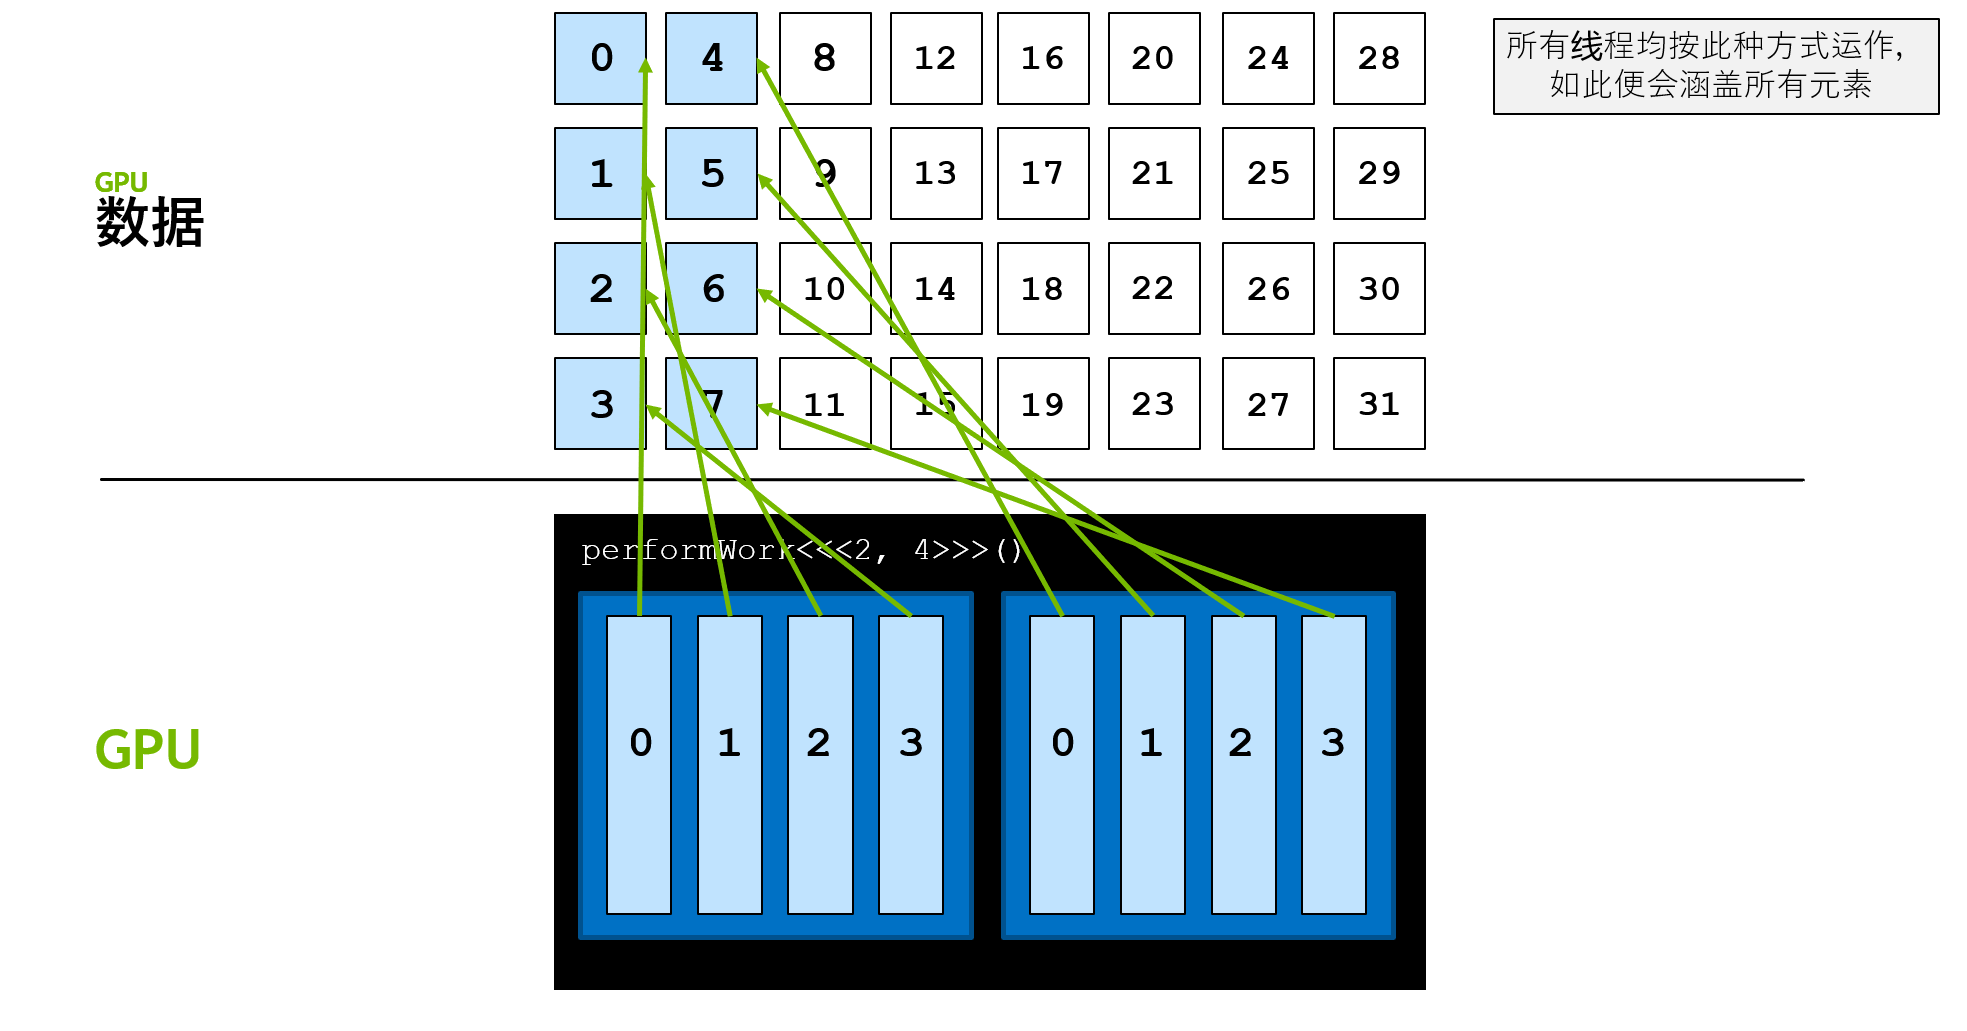 0 4 8 12 16 20 24 28
所有线程均按此种方式运作,
如此便会涵盖所有元素
1 5 9 13 17 21 25 29
GPU
数据
2 6 10 14 18 22 26 30
3 7 11 15 19 23 27 31
performWork<<<2, 4>>>()
GPU
0 1 2 3 0 1 2 3